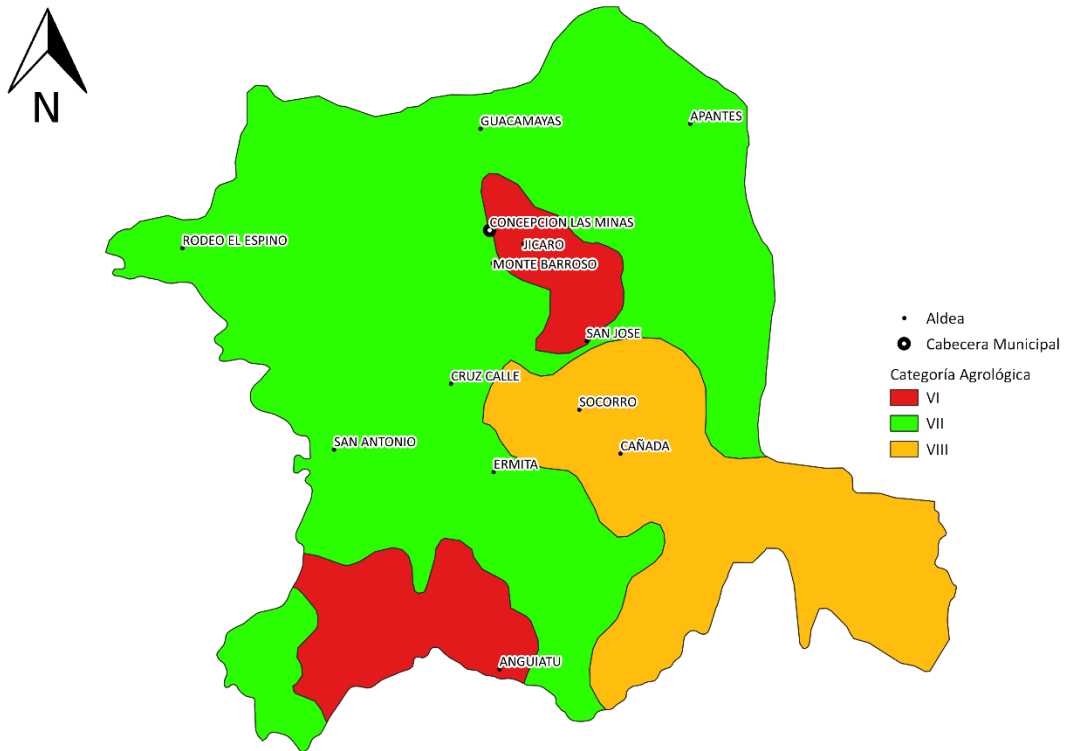 N
GUACAMAYAS
APANTES
CONCEPCION LAS MINAS
RODEO EL ESPINO
JICARO
MONTE BARROSO
SAN JOSE
CRUZ CALLE
SOCORRO
SAN ANTONIO
CAÑADA
ERMITA
ANGUIATU
Aldea
Cabecera Municipal
Categoría Agrológica
VI
VII
VIII